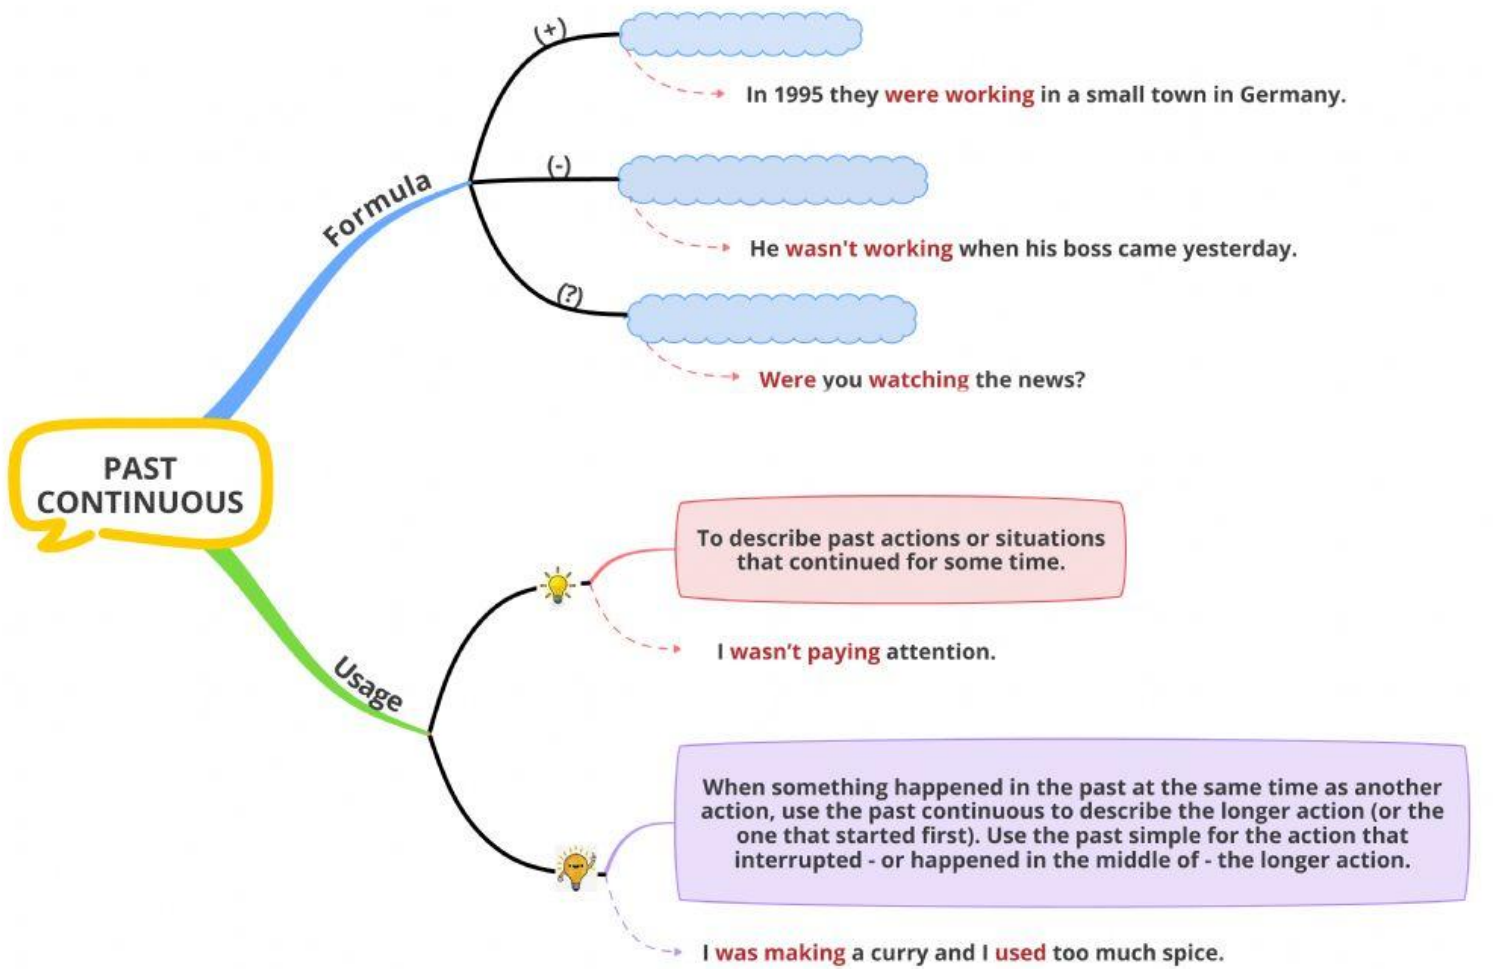 (+)
In 1995 they were working in a small town in Germany.
(-)
He wasn't working when his boss came yesterday.
(?)
Were you watching the news?
Formula
PAST
CONTINUOUS
Usage
To describe past actions or situations
that continued for some time.
I wasn’t paying attention.
When something happened in the past at the same time as another
action, use the past continuous to describe the longer action (or the
one that started first). Use the past simple for the action that
interrupted - or happened in the middle of - the longer action.
I was making a curry and I used too much spice.